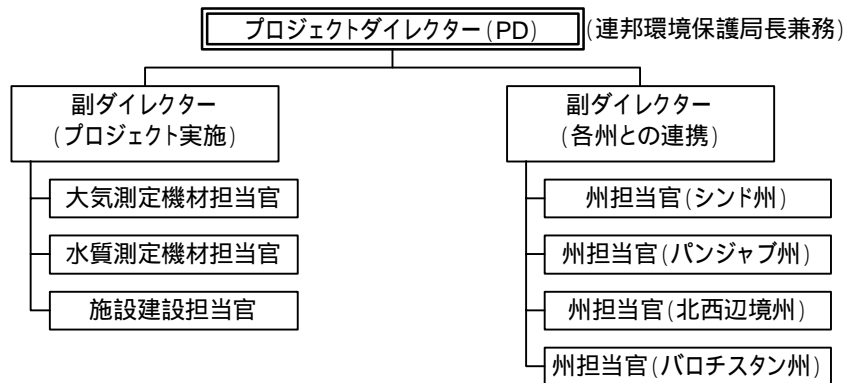 プロジェクトダイレクター(PD) (連邦環境保護局長兼務)
副ダイレクター
(プロジェクト実施)
大気測定機材担当官
水質測定機材担当官
施設建設担当官
副ダイレクター
(各州との連携)
州担当官(シンド州)
州担当官(パンジャブ州)
州担当官(北西辺境州)
州担当官(バロチスタン州)